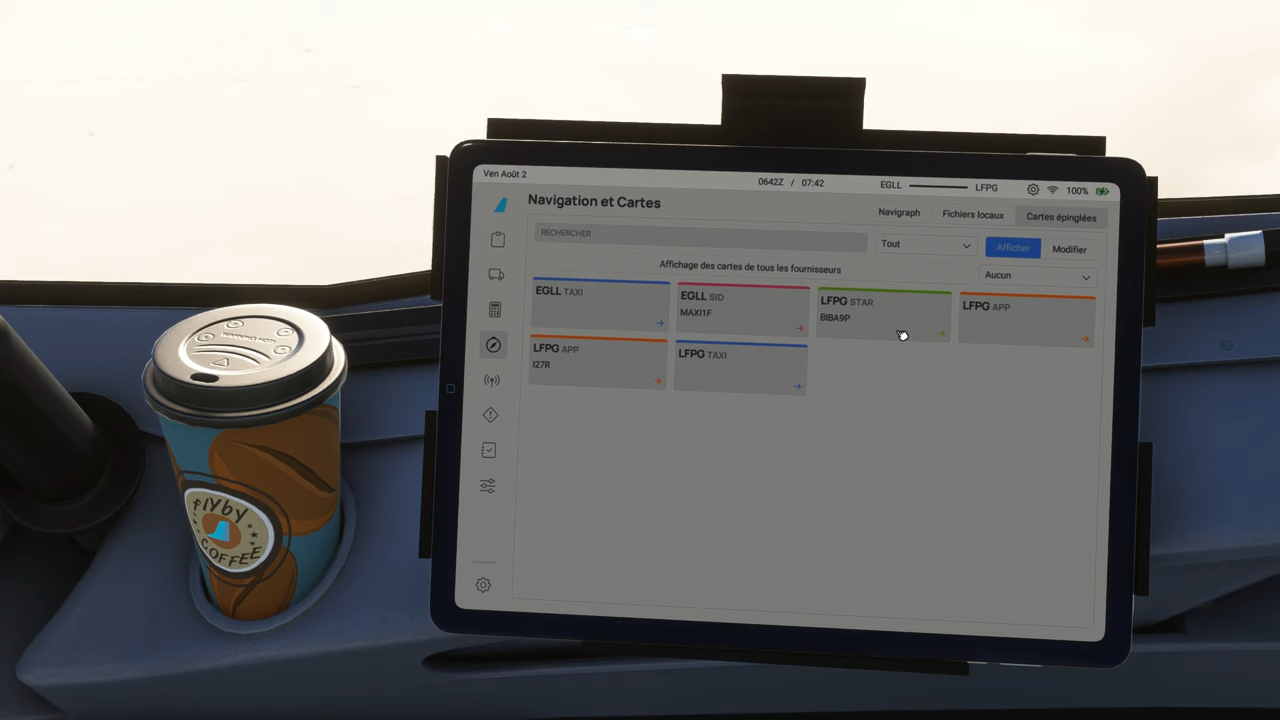 Ven Août 2
0642Z / 07:42
EGLL LFPG
100%
Navigation et Cartes
Navigraph
Fichiers locaux
Cartes épinglées
RECHERCHER
Tout
Afficher
Modifier
Affichage des cartes de tous les fournisseurs
Aucun
EGLL TAXI
EGLL SID
MAXI1F
LFPG STAR
BIBA9P
LFPG APP
LFPG APP
I27R
LFPG TAXI
flyby
COFFEE